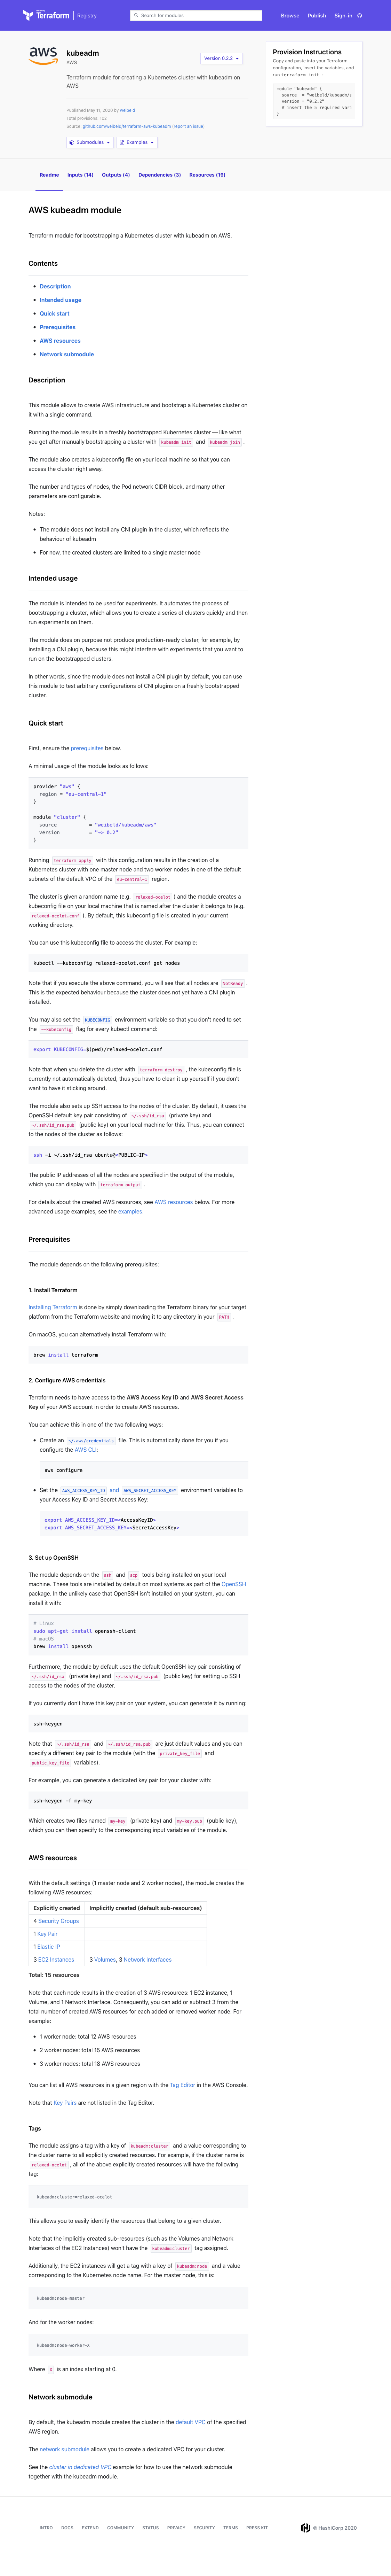 HashiCorp
Terraform
Registry
Search for modules
Browse
Publish
Sign-in
aws
kubeadm
AWS
Version 0.2.2
Terraform module for creating a Kubernetes cluster with kubeadm on
AWS
Published May 11, 2020 by weibeld
Total provisions: 102
Source: github.com/weibeld/terraform-aws-kubeadm (report an issue)
Submodules
Examples
Provision Instructions
Copy and paste into your Terraform
configuration, insert the variables, and
run terraform init :
module "kubeadm" {
source = "weibeld/kubeadm/a
version = "0.2.2"
# insert the 5 required vari
}
Readme
Inputs (14)
Outputs (4)
Dependencies (3)
Resources (19)
AWS kubeadm module
Terraform module for bootstrapping a Kubernetes cluster with kubeadm on AWS.
Contents
• Description
• Intended usage
• Quick start
• Prerequisites
• AWS resources
• Network submodule
Description
This module allows to create AWS infrastructure and bootstrap a Kubernetes cluster on
it with a single command.
Running the module results in a freshly bootstrapped Kubernetes cluster — like what
you get after manually bootstrapping a cluster with kubeadm init and kubeadm join .
The module also creates a kubeconfig file on your local machine so that you can
access the cluster right away.
The number and types of nodes, the Pod network CIDR block, and many other
parameters are configurable.
Notes:
• The module does not install any CNI plugin in the cluster, which reflects the
behaviour of kubeadm
• For now, the created clusters are limited to a single master node
Intended usage
The module is intended to be used for experiments. It automates the process of
bootstrapping a cluster, which allows you to create a series of clusters quickly and then
run experiments on them.
The module does on purpose not produce production-ready cluster, for example, by
installing a CNI plugin, because this might interfere with experiments that you want to
run on the bootstrapped clusters.
In other words, since the module does not install a CNI plugin by default, you can use
this module to test arbitrary configurations of CNI plugins on a freshly bootstrapped
cluster.
Quick start
First, ensure the prerequisites below.
A minimal usage of the module looks as follows:
provider "aws" {
region = "eu-central-1"
}
module "cluster" {
source = "weibeld/kubeadm/aws"
version = "~> 0.2"
}
Running terraform apply with this configuration results in the creation of a
Kubernetes cluster with one master node and two worker nodes in one of the default
subnets of the default VPC of the eu-central-1 region.
The cluster is given a random name (e.g. relaxed-ocelot ) and the module creates a
kubeconfig file on your local machine that is named after the cluster it belongs to (e.g.
relaxed-ocelot.conf ). By default, this kubeconfig file is created in your current
working directory.
You can use this kubeconfig file to access the cluster. For example:
kubectl --kubeconfig relaxed-ocelot.conf get nodes
Note that if you execute the above command, you will see that all nodes are NotReady .
This is the expected behaviour because the cluster does not yet have a CNI plugin
installed.
You may also set the KUBECONFIG environment variable so that you don't need to set
the --kubeconfig flag for every kubectl command:
export KUBECONFIG=$(pwd)/relaxed-ocelot.conf
Note that when you delete the cluster with terraform destroy , the kubeconfig file is
currently not automatically deleted, thus you have to clean it up yourself if you don't
want to have it sticking around.
The module also sets up SSH access to the nodes of the cluster. By default, it uses the
OpenSSH default key pair consisting of ~/.ssh/id_rsa (private key) and
~/.ssh/id_rsa.pub (public key) on your local machine for this. Thus, you can connect
to the nodes of the cluster as follows:
ssh -i ~/.ssh/id_rsa ubuntu@<PUBLIC-IP>
The public IP addresses of all the nodes are specified in the output of the module,
which you can display with terraform output .
For details about the created AWS resources, see AWS resources below. For more
advanced usage examples, see the examples.
Prerequisites
The module depends on the following prerequisites:
1. Install Terraform
Installing Terraform is done by simply downloading the Terraform binary for your target
platform from the Terraform website and moving it to any directory in your PATH .
On macOS, you can alternatively install Terraform with:
brew install terraform
2. Configure AWS credentials
Terraform needs to have access to the AWS Access Key ID and AWS Secret Access
Key of your AWS account in order to create AWS resources.
You can achieve this in one of the two following ways:
• Create an ~/.aws/credentials file. This is automatically done for you if you
configure the AWS CLI:
aws configure
• Set the AWS_ACCESS_KEY_ID and AWS_SECRET_ACCESS_KEY environment variables to
your Access Key ID and Secret Access Key:
export AWS_ACCESS_KEY_ID=<AccessKeyID>
export AWS_SECRET_ACCESS_KEY=<SecretAccessKey>
3. Set up OpenSSH
The module depends on the ssh and scp tools being installed on your local
machine. These tools are installed by default on most systems as part of the OpenSSH
package. In the unlikely case that OpenSSH isn't installed on your system, you can
install it with:
# Linux
sudo apt-get install openssh-client
# macOS
brew install openssh
Furthermore, the module by default uses the default OpenSSH key pair consisting of
~/.ssh/id_rsa (private key) and ~/.ssh/id_rsa.pub (public key) for setting up SSH
access to the nodes of the cluster.
If you currently don't have this key pair on your system, you can generate it by running:
ssh-keygen
Note that ~/.ssh/id_rsa and ~/.ssh/id_rsa.pub are just default values and you can
specify a different key pair to the module (with the private_key_file and
public_key_file variables).
For example, you can generate a dedicated key pair for your cluster with:
ssh-keygen -f my-key
Which creates two files named my-key (private key) and my-key.pub (public key),
which you can then specify to the corresponding input variables of the module.
AWS resources
With the default settings (1 master node and 2 worker nodes), the module creates the
following AWS resources:
Explicitly created
Implicitly created (default sub-resources)
4 Security Groups
1 Key Pair
1 Elastic IP
3 EC2 Instances
3 Volumes, 3 Network Interfaces
Total: 15 resources
Note that each node results in the creation of 3 AWS resources: 1 EC2 instance, 1
Volume, and 1 Network Interface. Consequently, you can add or subtract 3 from the
total number of created AWS resources for each added or removed worker node. For
example:
• 1 worker node: total 12 AWS resources
• 2 worker nodes: total 15 AWS resources
• 3 worker nodes: total 18 AWS resources
You can list all AWS resources in a given region with the Tag Editor in the AWS Console.
Note that Key Pairs are not listed in the Tag Editor.
Tags
The module assigns a tag with a key of kubeadm:cluster and a value corresponding to
the cluster name to all explicitly created resources. For example, if the cluster name is
relaxed-ocelot , all of the above explicitly created resources will have the following
tag:
kubeadm:cluster=relaxed-ocelot
This allows you to easily identify the resources that belong to a given cluster.
Note that the implicitly created sub-resources (such as the Volumes and Network
Interfaces of the EC2 Instances) won't have the kubeadm:cluster tag assigned.
Additionally, the EC2 instances will get a tag with a key of kubeadm:node and a value
corresponding to the Kubernetes node name. For the master node, this is:
kubeadm:node=master
And for the worker nodes:
kubeadm:node=worker-X
Where X is an index starting at 0.
Network submodule
By default, the kubeadm module creates the cluster in the default VPC of the specified
AWS region.
The network submodule allows you to create a dedicated VPC for your cluster.
See the cluster in dedicated VPC example for how to use the network submodule
together with the kubeadm module.
INTRO
DOCS
EXTEND
COMMUNITY
STATUS
PRIVACY
SECURITY
TERMS
PRESS KIT
© HashiCorp 2020